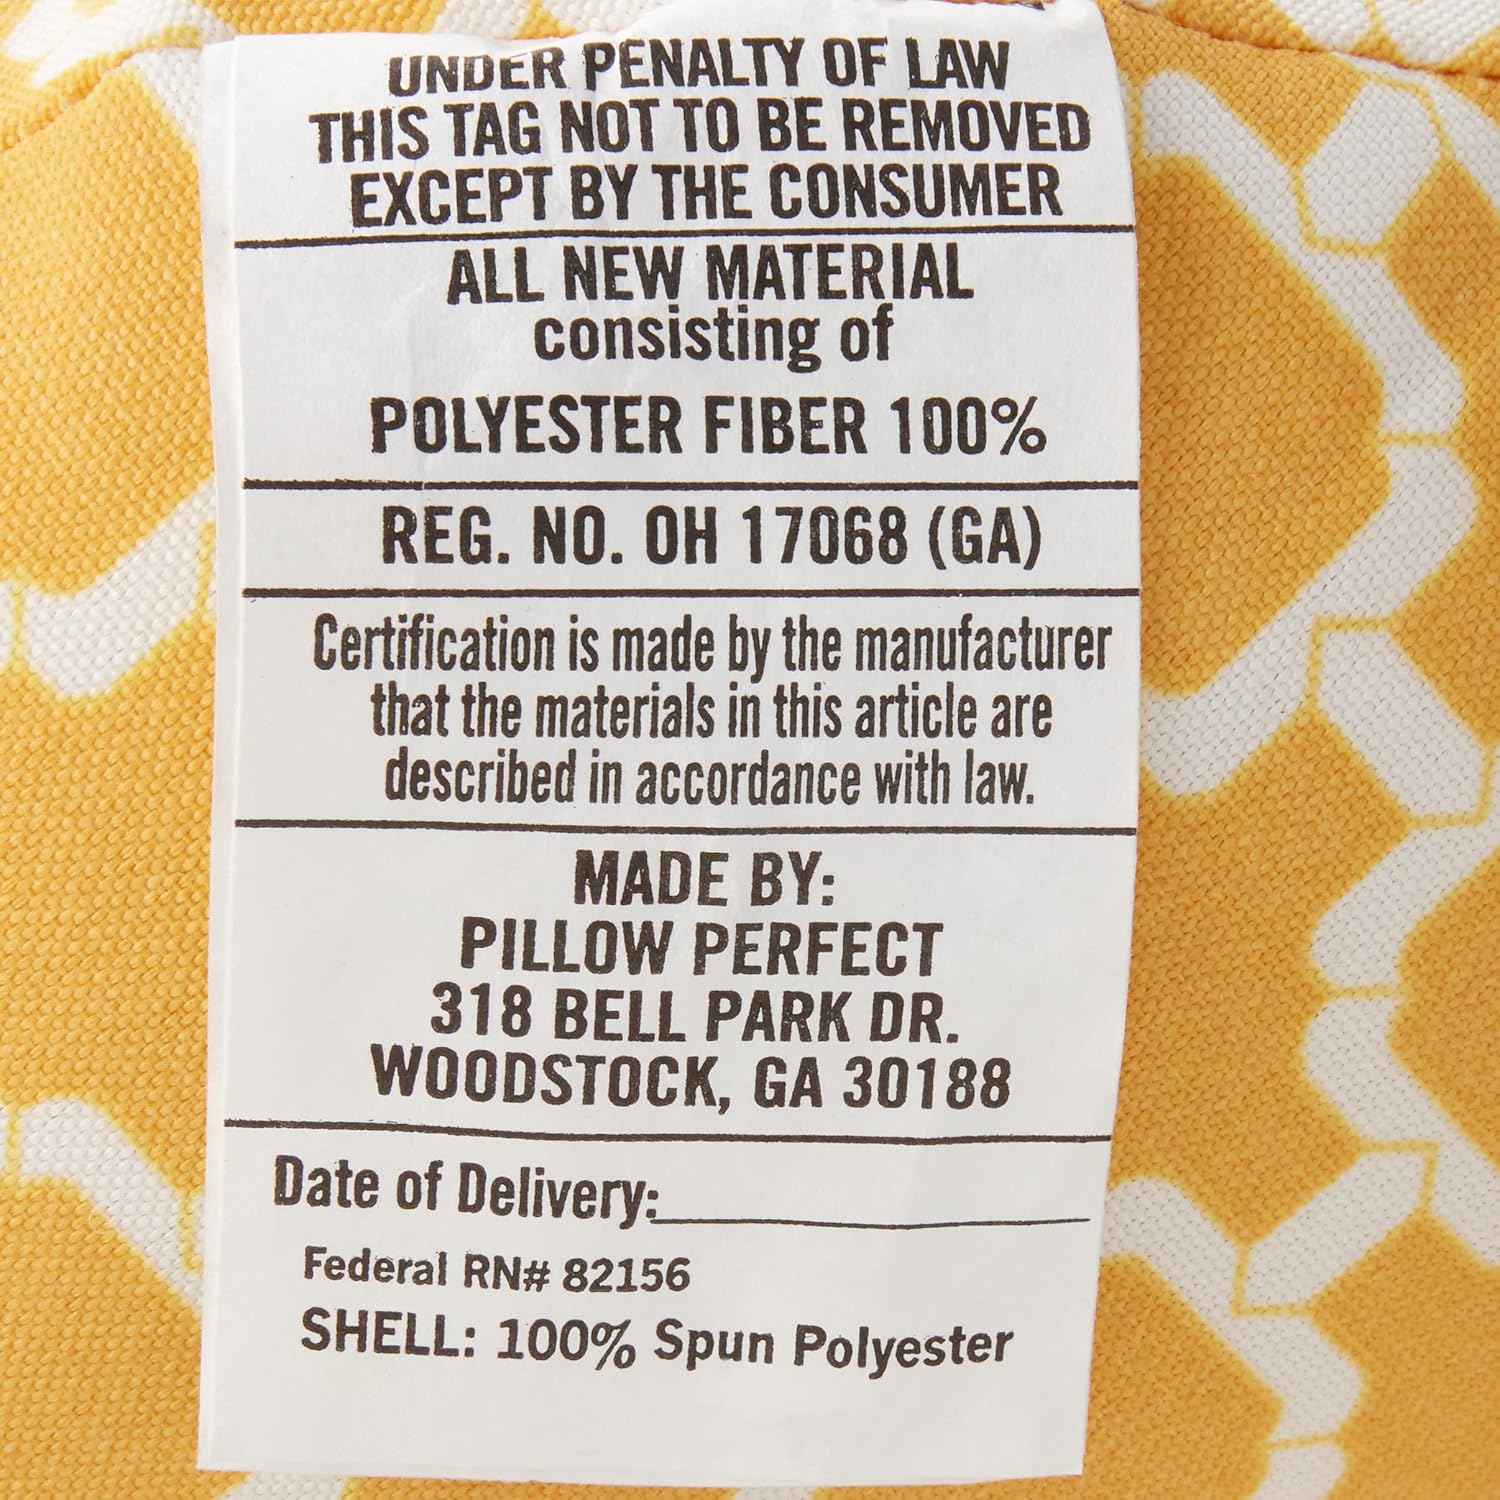 UNDER PENALTY OF LAW
THIS TAG NOT TO BE REMOVED
EXCEPT BY THE CONSUMER
ALL NEW MATERIAL
consisting of
POLYESTER FIBER 100%
REG. NO. OH 17068 (GA)
Certification is made by the manufacturer
that the materials in this article are
described in accordance with law.
MADE BY:
PILLOW PERFECT
318 BELL PARK DR.
WOODSTOCK, GA 30188
Date of Delivery:
Federal RN# 82156
SHELL: 100% Spun Polyester